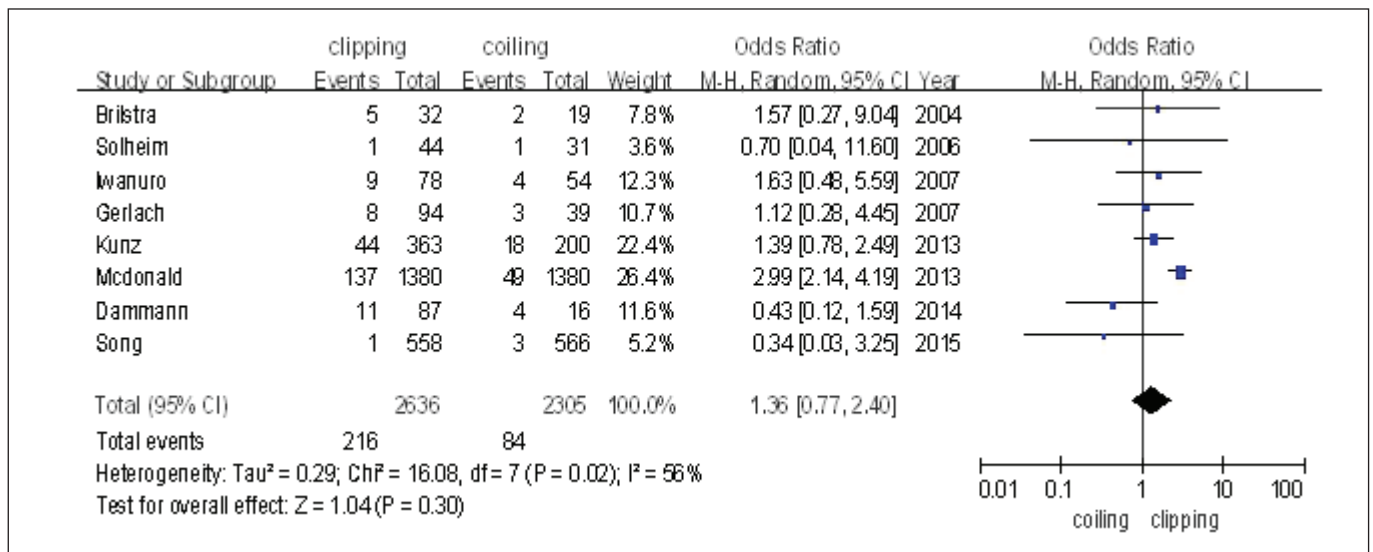 clipping coiling Odds Ratio Odds Ratio
Study or Subgroup Events Total Events Total Weight M-H, Random, 95% CI Year M-H, Random, 95% CI
Brilstra 5 32 2 19 7.8% 1.57 [0.27, 9.04] 2004
Solheim 1 44 1 31 3.6% 0.70 [0.04, 11.60] 2006
Iwanuro 9 78 4 54 12.3% 1.63 [0.48, 5.59] 2007
Gerlach 8 94 3 39 10.7% 1.12 [0.28, 4.45] 2007
Kunz 44 363 18 200 22.4% 1.39 [0.78, 2.49] 2013
Mcdonald 137 1380 49 1380 26.4% 2.99 [2.14, 4.19] 2013
Dammann 11 87 4 16 11.6% 0.43 [0.12, 1.59] 2014
Song 1 558 3 566 5.2% 0.34 [0.03, 3.25] 2015
Total (95% CI) 2636 2305 100.0% 1.36 [0.77, 2.40]
Total events 216 84
Heterogeneity: Tau² = 0.29; Chi² = 16.08, df = 7 (P = 0.02); I² = 56%
Test for overall effect: Z = 1.04 (P = 0.30)
0.01 0.1 1 10 100
coiling clipping